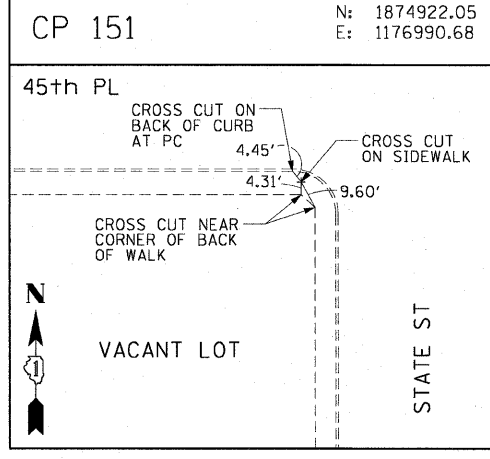 CP 151
N: 1874922.05
E: 1176990.68
45th PL
CROSS CUT ON
BACK OF CURB
AT PC
4.45'
CROSS CUT
ON SIDEWALK
4.31'
9.60'
CROSS CUT NEAR
CORNER OF BACK
OF WALK
N
1
VACANT LOT
STATE ST